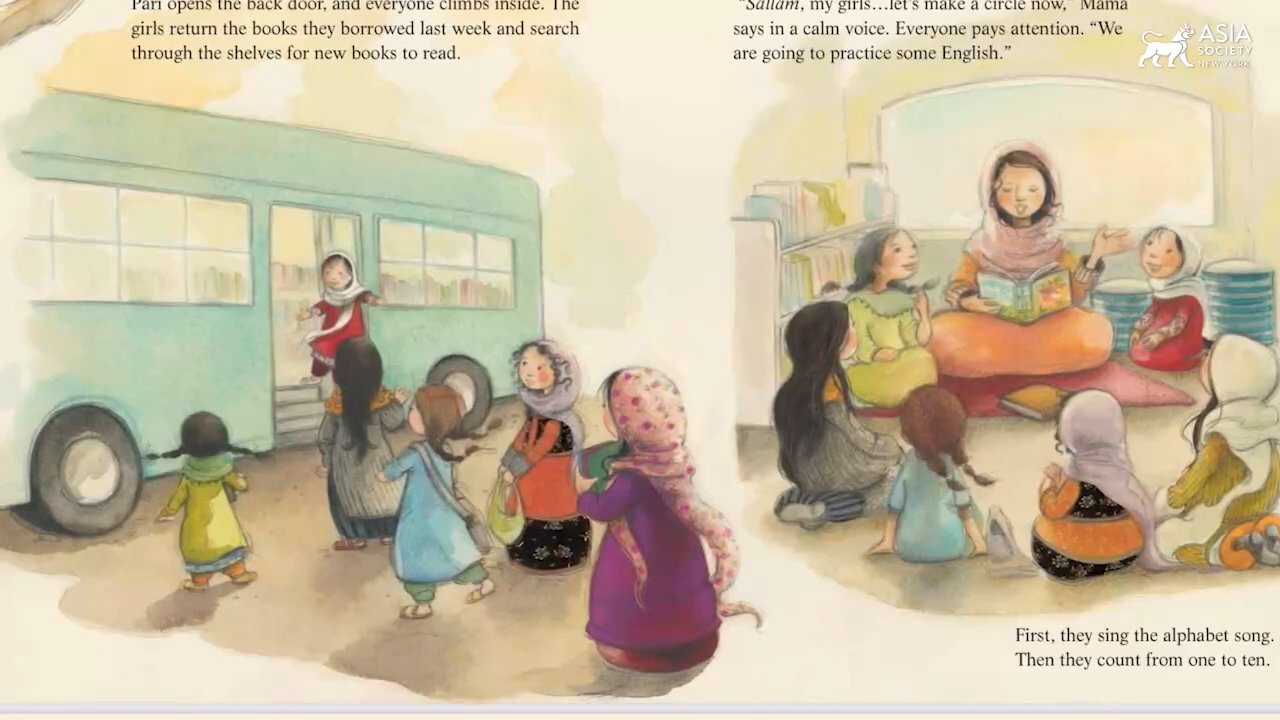 Pari opens the back door, and everyone climbs inside. The
girls return the books they borrowed last week and search
through the shelves for new books to read.
“Sallam, my girls…let’s make a circle now,” Mama
says in a calm voice. Everyone pays attention. “We
are going to practice some English.”
ASIA
SOCIETY
NEW YORK
First, they sing the alphabet song.
Then they count from one to ten.